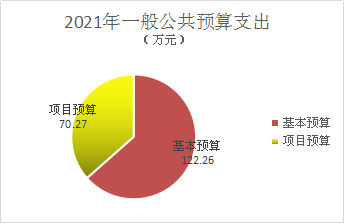 2021年一般公共预算支出
（万元）
项目预算
70.27
基本预算
122.26
基本预算
项目预算